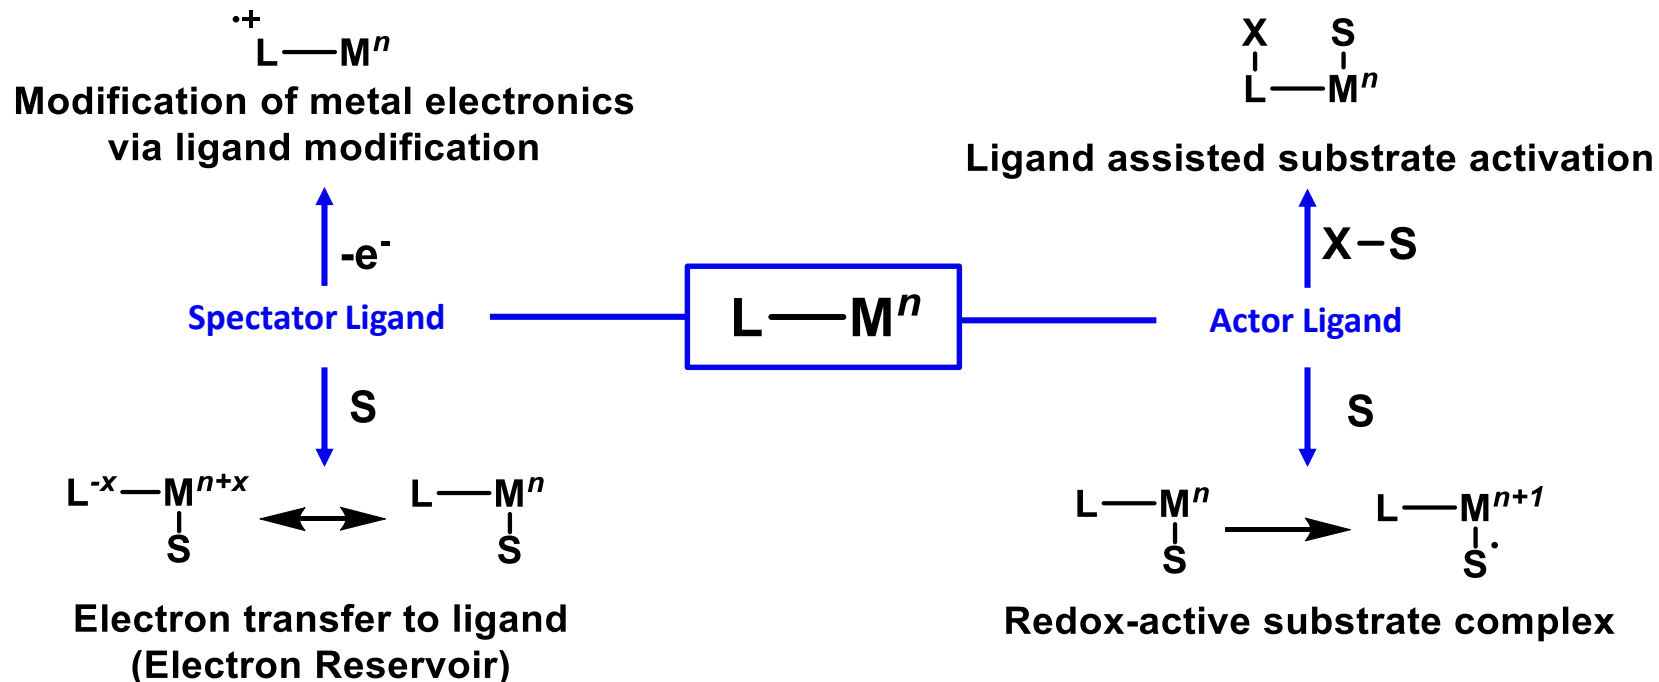 ·+
L—Mⁿ
Modification of metal electronics
via ligand modification
-e⁻
Spectator Ligand
S
L⁻ˣ—Mⁿ⁺ˣ
S
L—Mⁿ
S
Electron transfer to ligand
(Electron Reservoir)
L—Mⁿ
X S
L—Mⁿ
Ligand assisted substrate activation
X–S
Actor Ligand
S
L—Mⁿ
S
L—Mⁿ⁺¹
S·
Redox-active substrate complex